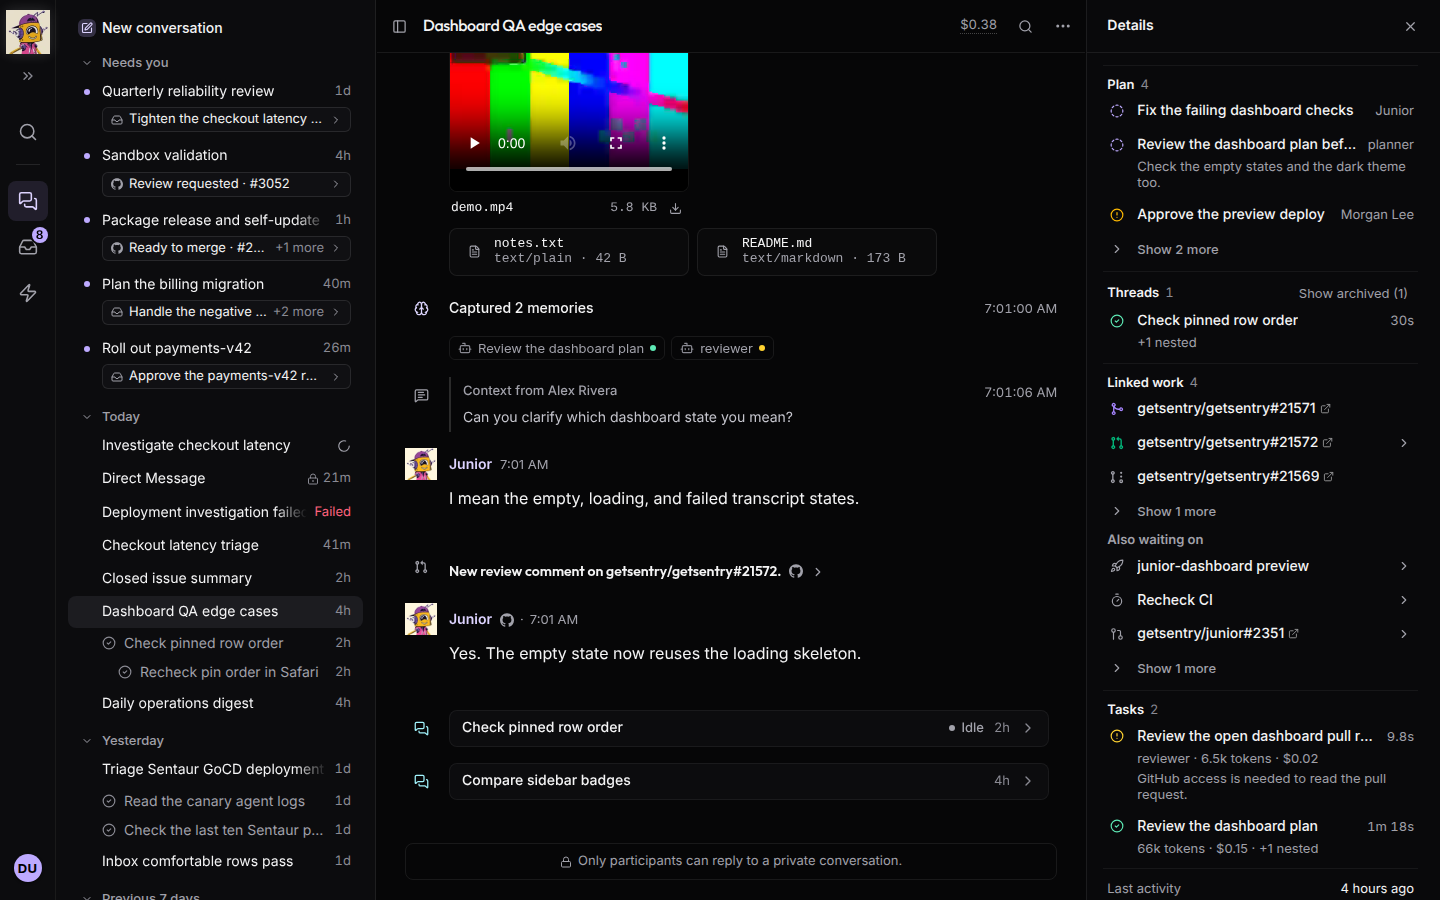 New conversation
Needs you
Quarterly reliability review 1d
Tighten the checkout latency ...
Sandbox validation 4h
Review requested · #3052
Package release and self-update 1h
Ready to merge · #2... +1 more
Plan the billing migration 40m
Handle the negative ... +2 more
Roll out payments-v42 26m
Approve the payments-v42 r...
Today
Investigate checkout latency
Direct Message 21m
Deployment investigation failed Failed
Checkout latency triage 41m
Closed issue summary 2h
Dashboard QA edge cases 4h
Check pinned row order 2h
Recheck pin order in Safari 2h
Daily operations digest 4h
Yesterday
Triage Sentaur GoCD deployment 1d
Read the canary agent logs 1d
Check the last ten Sentaur p... 1d
Inbox comfortable rows pass 1d
Previous 7 days
8
DU
Dashboard QA edge cases $0.38
0:00
demo.mp4 5.8 KB
notes.txt
text/plain · 42 B
README.md
text/markdown · 173 B
Captured 2 memories 7:01:00 AM
Review the dashboard plan
reviewer
Context from Alex Rivera 7:01:06 AM
Can you clarify which dashboard state you mean?
Junior 7:01 AM
I mean the empty, loading, and failed transcript states.
New review comment on getsentry/getsentry#21572.
Junior · 7:01 AM
Yes. The empty state now reuses the loading skeleton.
Check pinned row order Idle 2h
Compare sidebar badges 4h
Only participants can reply to a private conversation.
Details
Plan 4
Fix the failing dashboard checks Junior
Review the dashboard plan bef... planner
Check the empty states and the dark theme
too.
Approve the preview deploy Morgan Lee
Show 2 more
Threads 1 Show archived (1)
Check pinned row order 30s
+1 nested
Linked work 4
getsentry/getsentry#21571
getsentry/getsentry#21572
getsentry/getsentry#21569
Show 1 more
Also waiting on
junior-dashboard preview
Recheck CI
getsentry/junior#2351
Show 1 more
Tasks 2
Review the open dashboard pull r... 9.8s
reviewer · 6.5k tokens · $0.02
GitHub access is needed to read the pull
request.
Review the dashboard plan 1m 18s
66k tokens · $0.15 · +1 nested
Last activity 4 hours ago